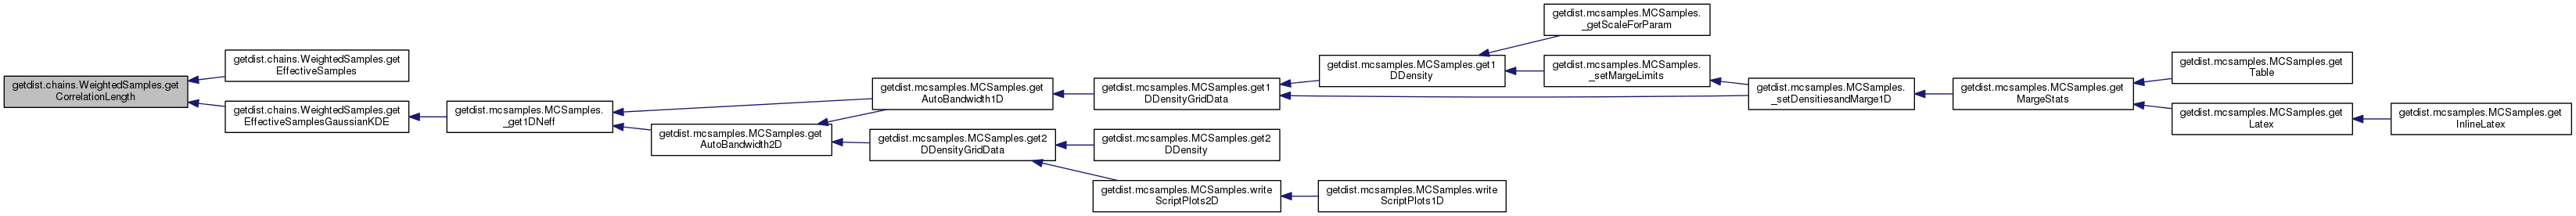 getdist.mcsamples.MCSamples.
_getScaleForParam
getdist.chains.WeightedSamples.get
EffectiveSamples
getdist.mcsamples.MCSamples.get1
DDensity
getdist.mcsamples.MCSamples.
_setMargeLimits
getdist.mcsamples.MCSamples.get
Table
getdist.chains.WeightedSamples.get
CorrelationLength
getdist.mcsamples.MCSamples.get
AutoBandwidth1D
getdist.mcsamples.MCSamples.get1
DDensityGridData
getdist.mcsamples.MCSamples.
_setDensitiesandMarge1D
getdist.mcsamples.MCSamples.get
MargeStats
getdist.chains.WeightedSamples.get
EffectiveSamplesGaussianKDE
getdist.mcsamples.MCSamples.
_get1DNeff
getdist.mcsamples.MCSamples.get
Latex
getdist.mcsamples.MCSamples.get
InlineLatex
getdist.mcsamples.MCSamples.get
AutoBandwidth2D
getdist.mcsamples.MCSamples.get2
DDensityGridData
getdist.mcsamples.MCSamples.get2
DDensity
getdist.mcsamples.MCSamples.write
ScriptPlots2D
getdist.mcsamples.MCSamples.write
ScriptPlots1D